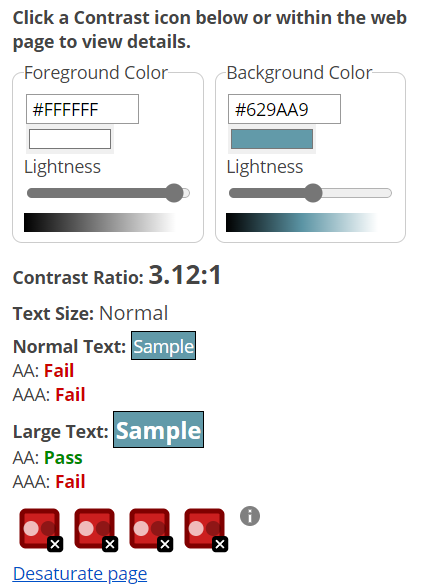 Click a Contrast icon below or within the web
page to view details.
Foreground Color
Background Color
#FFFFFF
#629AA9
Lightness
Lightness
Contrast Ratio: 3.12:1
Text Size: Normal
Normal Text: Sample
AA: Fail
AAA: Fail
Large Text: Sample
AA: Pass
AAA: Fail
Desaturate page